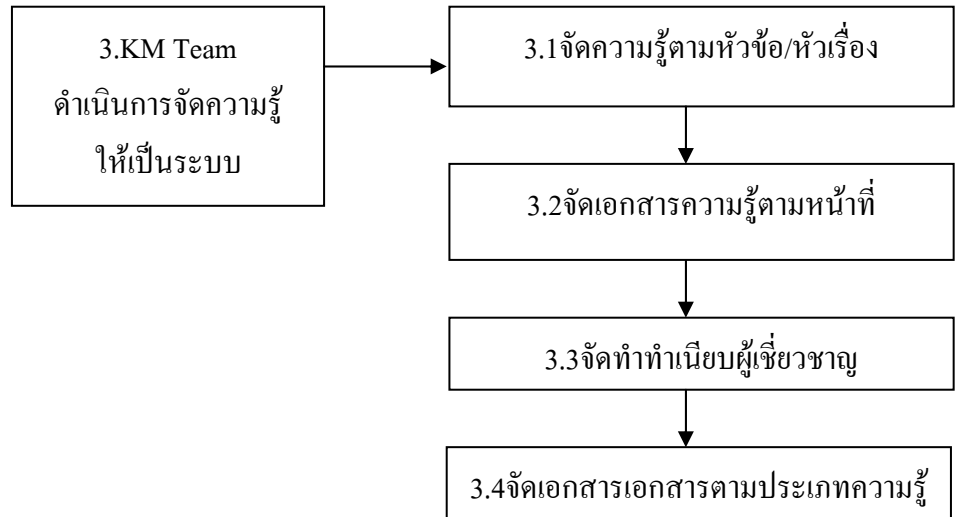 3.KM Team
ดำเนินการจัดความรู้
ให้เป็นระบบ
3.1จัดความรู้ตามหัวข้อ/หัวเรื่อง
3.2จัดเอกสารความรู้ตามหน้าที่
3.3จัดทำทำเนียบผู้เชี่ยวชาญ
3.4จัดเอกสารเอกสารตามประเภทความรู้